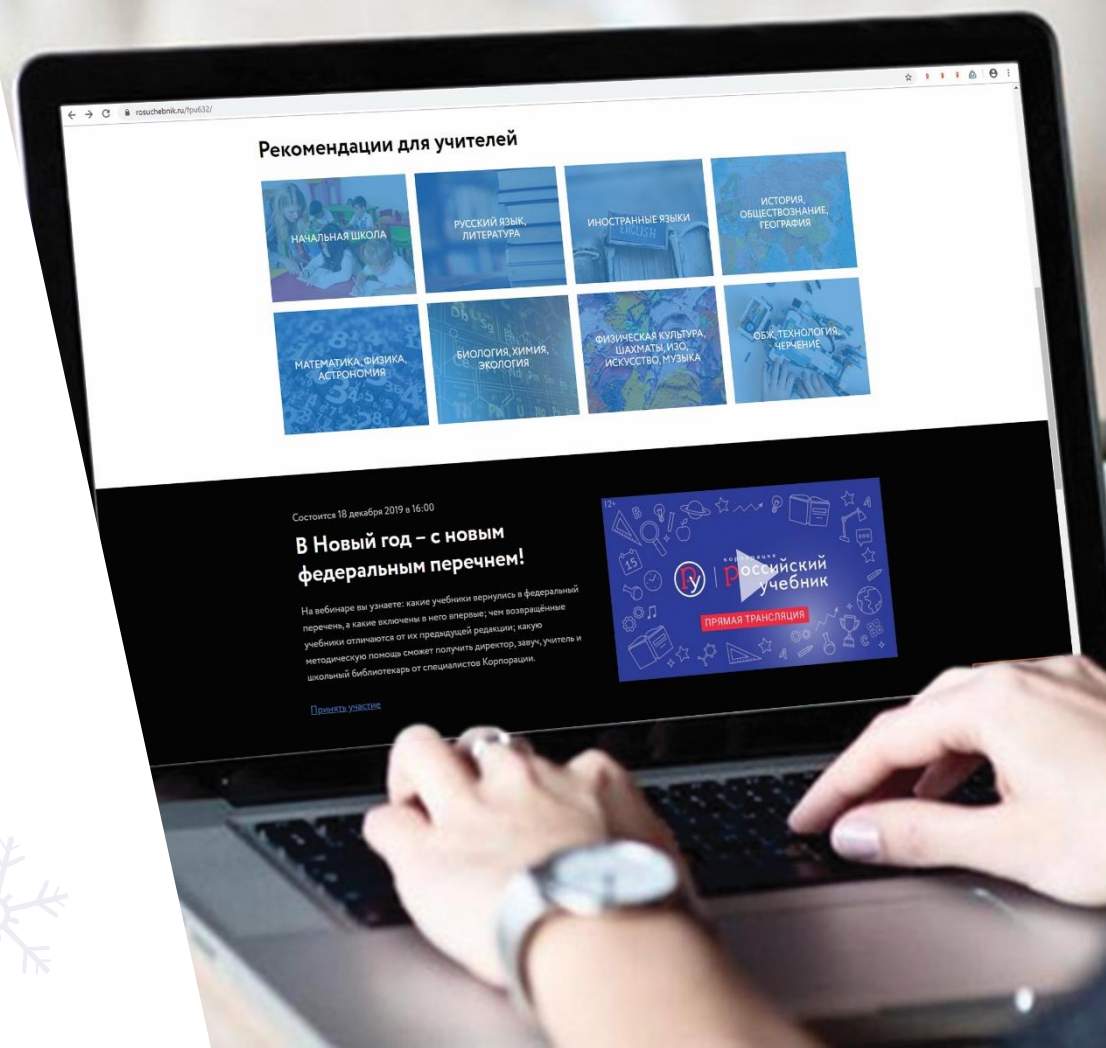 rosuchebnik.ru/fpu632/
Рекомендации для учителей
НАЧАЛЬНАЯ ШКОЛА
РУССКИЙ ЯЗЫК,
ЛИТЕРАТУРА
ИНОСТРАННЫЕ ЯЗЫКИ
ENGLISH
ИСТОРИЯ,
ОБЩЕСТВОЗНАНИЕ,
ГЕОГРАФИЯ
МАТЕМАТИКА, ФИЗИКА,
АСТРОНОМИЯ
БИОЛОГИЯ, ХИМИЯ,
ЭКОЛОГИЯ
ФИЗИЧЕСКАЯ КУЛЬТУРА,
ШАХМАТЫ, ИЗО,
ИСКУССТВО, МУЗЫКА
ОБЖ, ТЕХНОЛОГИЯ,
ЧЕРЧЕНИЕ
Состоится 18 декабря 2019 в 16:00
В Новый год – с новым
федеральным перечнем!
На вебинаре вы узнаете: какие учебники вернулись в федеральный
перечень, а какие включены в него впервые; чем возвращённые
учебники отличаются от их предыдущей редакции; какую
методическую помощь сможет получить директор, завуч, учитель и
школьный библиотекарь от специалистов Корпорации.
Принять участие
12+
15
ру
корпорация
российский
учебник
ПРЯМАЯ ТРАНСЛЯЦИЯ